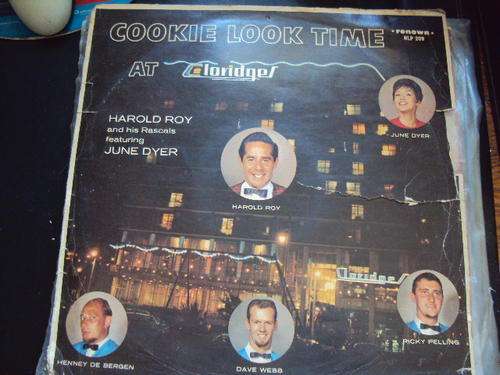 COOKIE LOOK TIME
• renown •
NLP 209
AT Claridges
HAROLD ROY
and his Rascals
featuring
JUNE DYER
JUNE DYER
HAROLD ROY
Claridges
HENNEY DE BERGEN
DAVE WEBB
RICKY PELLING